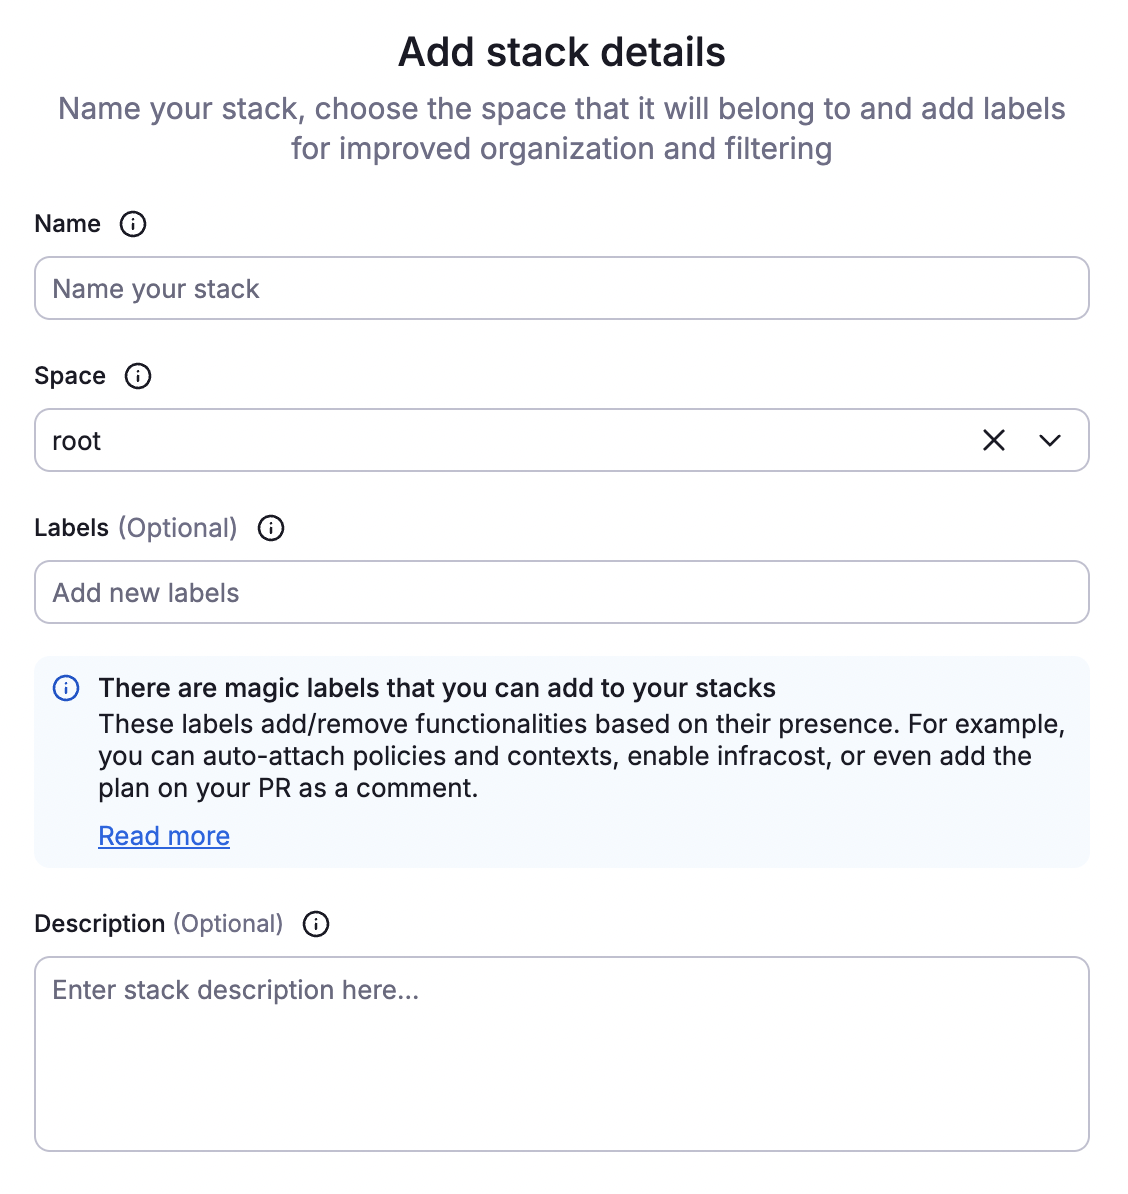 Add stack details
Name your stack, choose the space that it will belong to and add labels
for improved organization and filtering
Name
Name your stack
Space
root
Labels (Optional)
Add new labels
There are magic labels that you can add to your stacks
These labels add/remove functionalities based on their presence. For example,
you can auto-attach policies and contexts, enable infracost, or even add the
plan on your PR as a comment.
Read more
Description (Optional)
Enter stack description here...